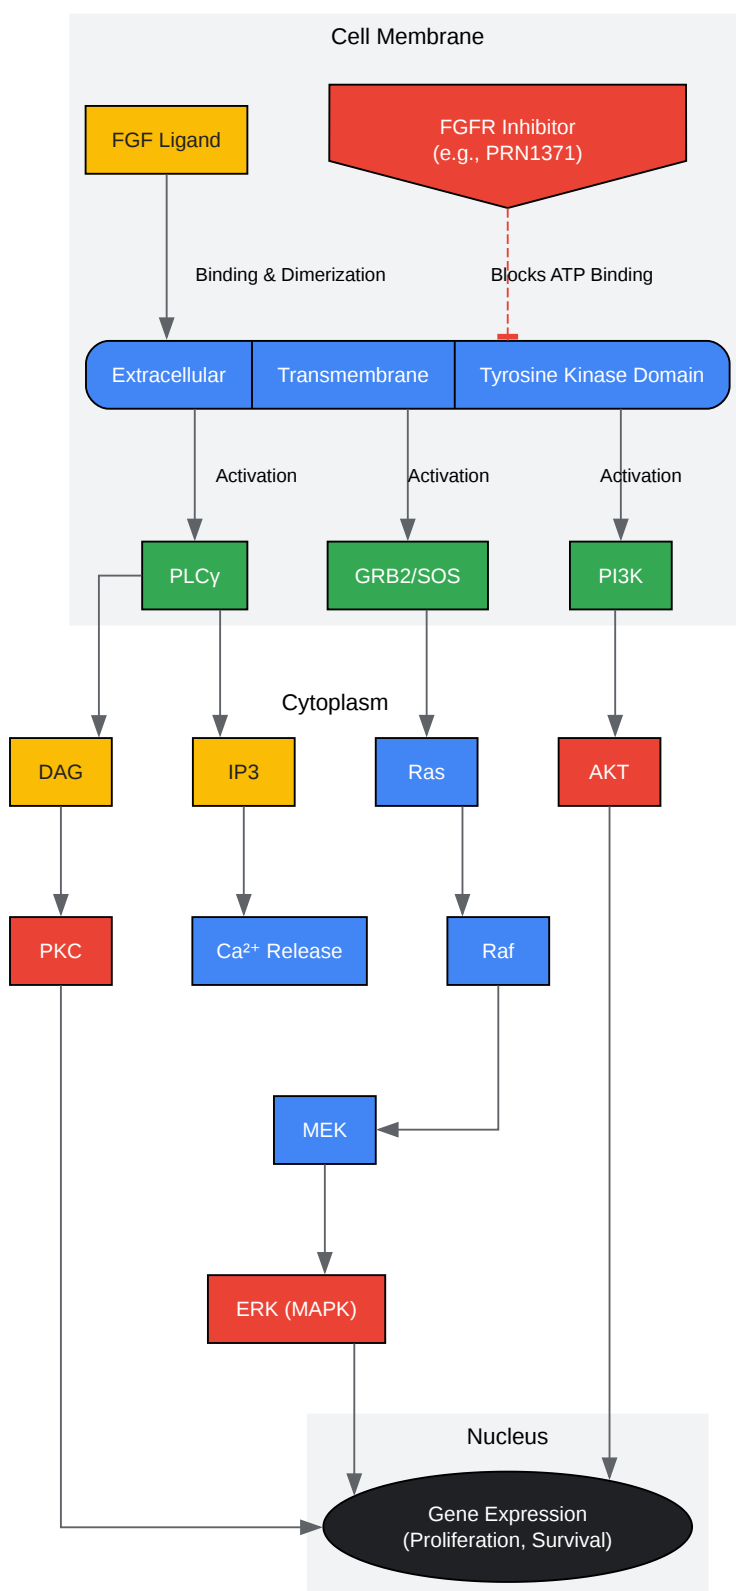 Cell Membrane
FGF Ligand
FGFR Inhibitor
(e.g., PRN1371)
Binding & Dimerization
Blocks ATP Binding
Extracellular
Transmembrane
Tyrosine Kinase Domain
Activation
Activation
Activation
PLCγ
GRB2/SOS
PI3K
Cytoplasm
DAG
IP3
Ras
AKT
PKC
Ca²⁺ Release
Raf
MEK
ERK (MAPK)
Nucleus
Gene Expression
(Proliferation, Survival)